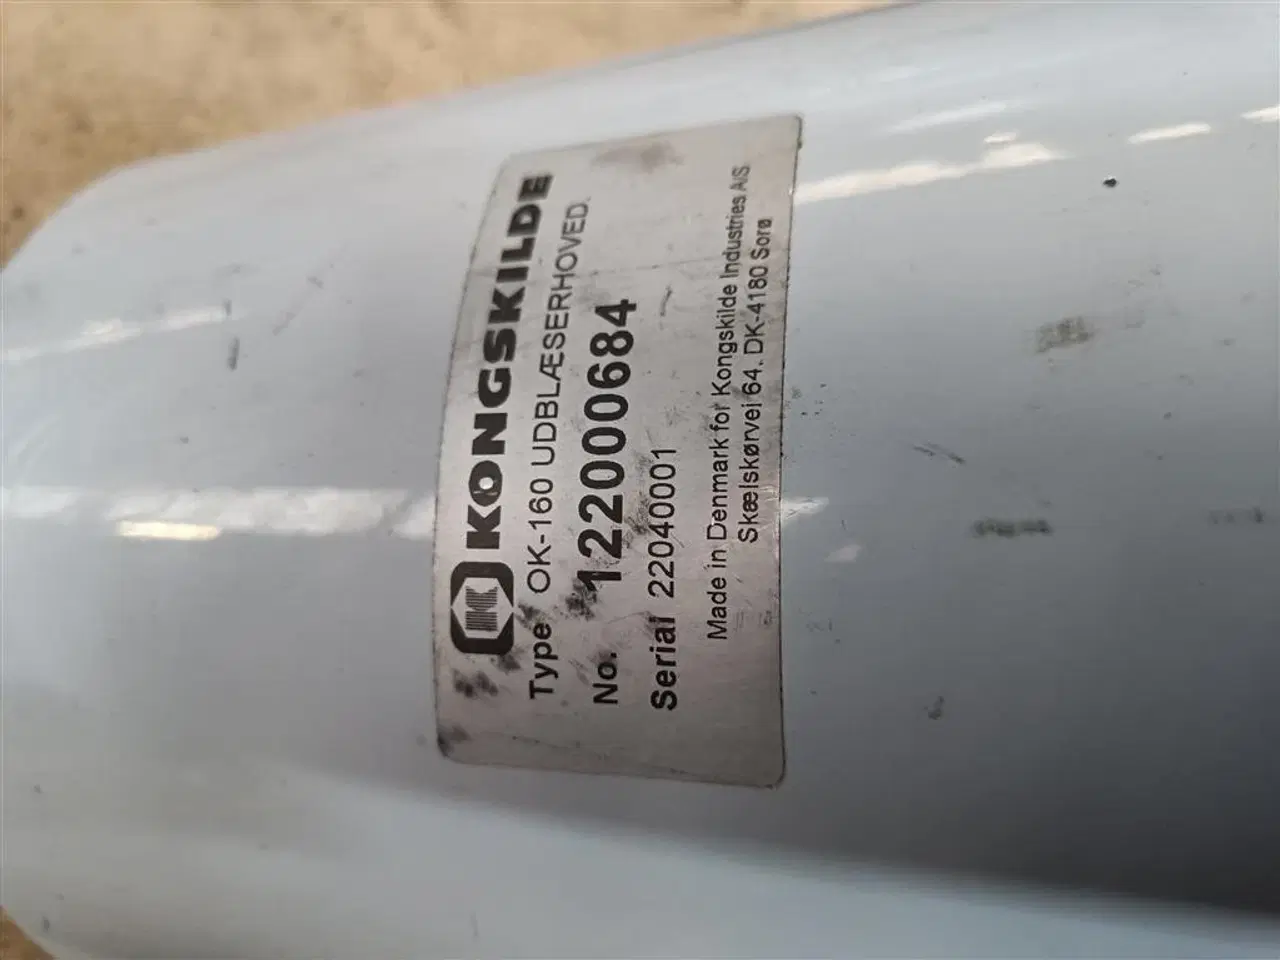 KONGSKILDE
Type OK-160 UDBLÆSERHOVED.
No. 122000684
Serial 22040001
Made in Denmark for Kongskilde Industries A/S
Skælskørvej 64. DK-4180 Sorø